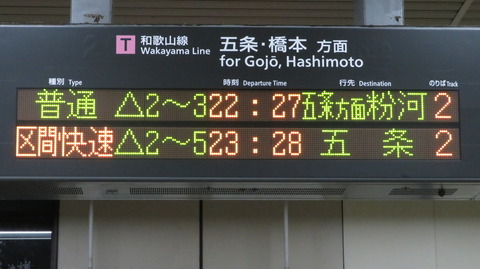 T 和歌山線 五条・橋本 方面
Wakayama Line for Gojō, Hashimoto
種別 Type 時刻 Departure Time 行先 Destination のりば Track
普通 △2〜3 22:27 五条方面粉河 2
区間快速 △2〜5 23:28 五条 2